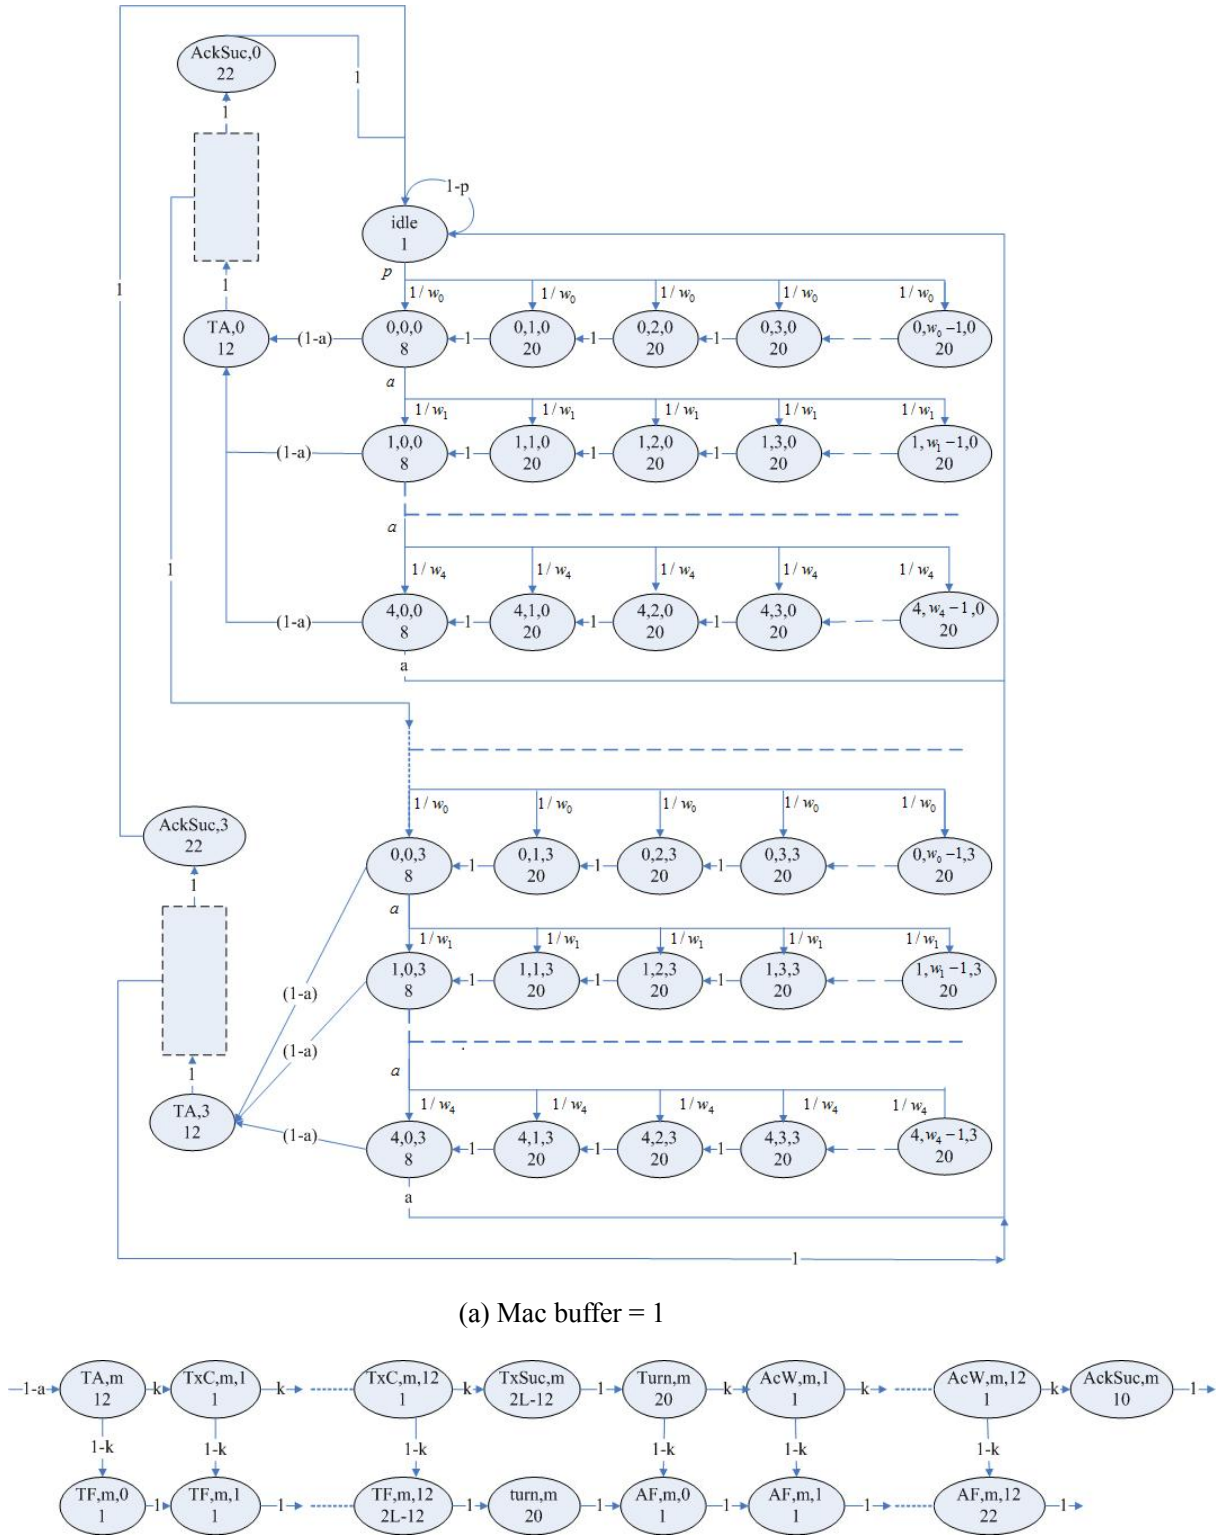 AckSuc,0
22
1
1
1-p
idle
1
p
1
1
1/w₀
1/w₀
1/w₀
1/w₀
1/w₀
TA,0
12
(1-a)
0,0,0
8
1
0,1,0
20
1
0,2,0
20
1
0,3,0
20
0,w₀−1,0
20
a
1/w₁
1/w₁
1/w₁
1/w₁
1/w₁
(1-a)
1,0,0
8
1
1,1,0
20
1
1,2,0
20
1
1,3,0
20
1,w₁−1,0
20
a
1/w₄
1/w₄
1/w₄
1/w₄
1/w₄
1
(1-a)
4,0,0
8
1
4,1,0
20
1
4,2,0
20
1
4,3,0
20
4,w₄−1,0
20
a
1/w₀
1/w₀
1/w₀
1/w₀
1/w₀
AckSuc,3
22
0,0,3
8
1
0,1,3
20
1
0,2,3
20
1
0,3,3
20
0,w₀−1,3
20
1
a
1/w₁
1/w₁
1/w₁
1/w₁
1/w₁
(1-a)
1,0,3
8
1
1,1,3
20
1
1,2,3
20
1
1,3,3
20
1,w₁−1,3
20
(1-a)
1
a
1/w₄
1/w₄
1/w₄
1/w₄
1/w₄
TA,3
12
(1-a)
4,0,3
8
1
4,1,3
20
1
4,2,3
20
1
4,3,3
20
4,w₄−1,3
20
a
1
(a) Mac buffer = 1
1-a
TA,m
12
k
TxC,m,1
1
k
TxC,m,12
1
k
TxSuc,m
2L-12
1
Turn,m
20
k
AcW,m,1
1
k
AcW,m,12
1
k
AckSuc,m
10
1
1-k
1-k
1-k
1-k
1-k
1-k
TF,m,0
1
1
TF,m,1
1
1
TF,m,12
2L-12
1
turn,m
20
1
AF,m,0
1
1
AF,m,1
1
1
AF,m,12
22
1